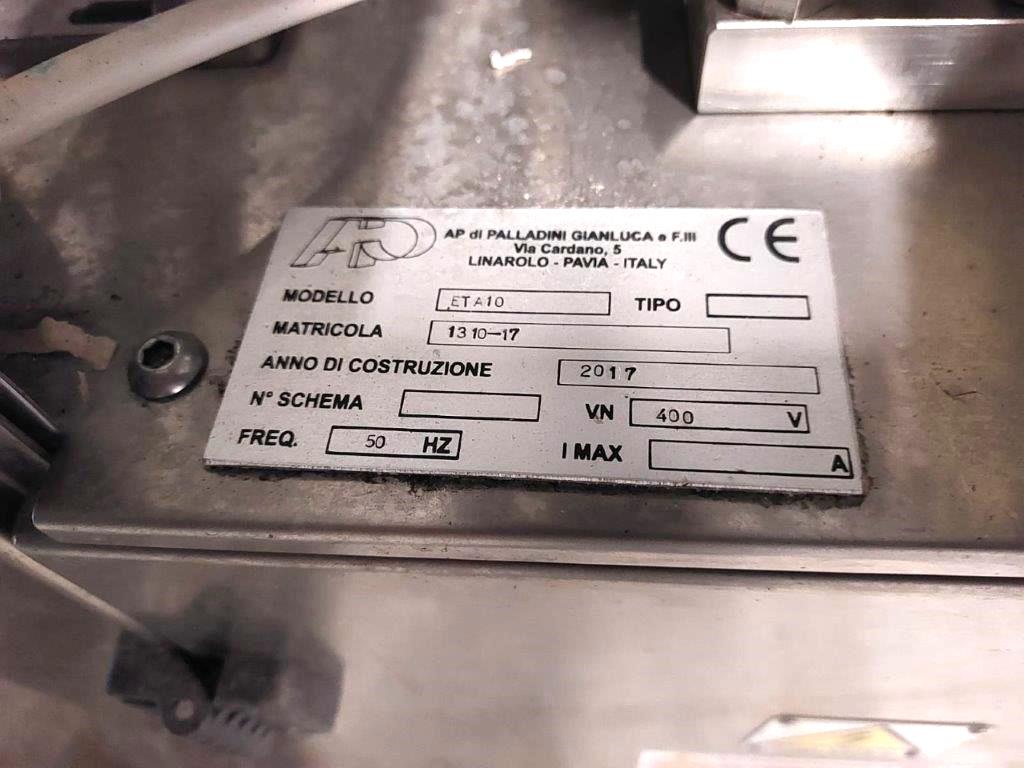 AP AP di PALLADINI GIANLUCA e F.lli CE
Via Cardano, 5
LINAROLO - PAVIA - ITALY
MODELLO ETA10 TIPO
MATRICOLA 1310-17
ANNO DI COSTRUZIONE 2017
N° SCHEMA VN 400 V
FREQ. 50 HZ I MAX A